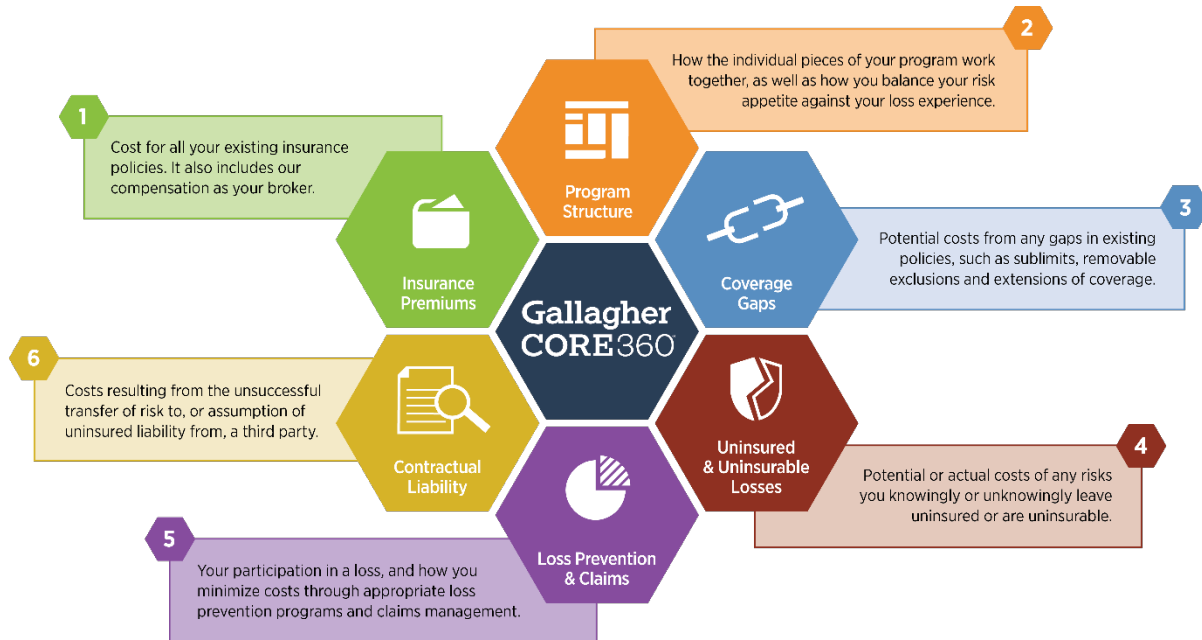 1
Cost for all your existing insurance
policies. It also includes our
compensation as your broker.
Insurance
Premiums
2
How the individual pieces of your program work
together, as well as how you balance your risk
appetite against your loss experience.
Program
Structure
3
Potential costs from any gaps in existing
policies, such as sublimits, removable
exclusions and extensions of coverage.
Coverage
Gaps
Gallagher
CORE360
4
Potential or actual costs of any risks
you knowingly or unknowingly leave
uninsured or are uninsurable.
Uninsured
& Uninsurable
Losses
5
Your participation in a loss, and how you
minimize costs through appropriate loss
prevention programs and claims management.
Loss Prevention
& Claims
6
Costs resulting from the unsuccessful
transfer of risk to, or assumption of
uninsured liability from, a third party.
Contractual
Liability